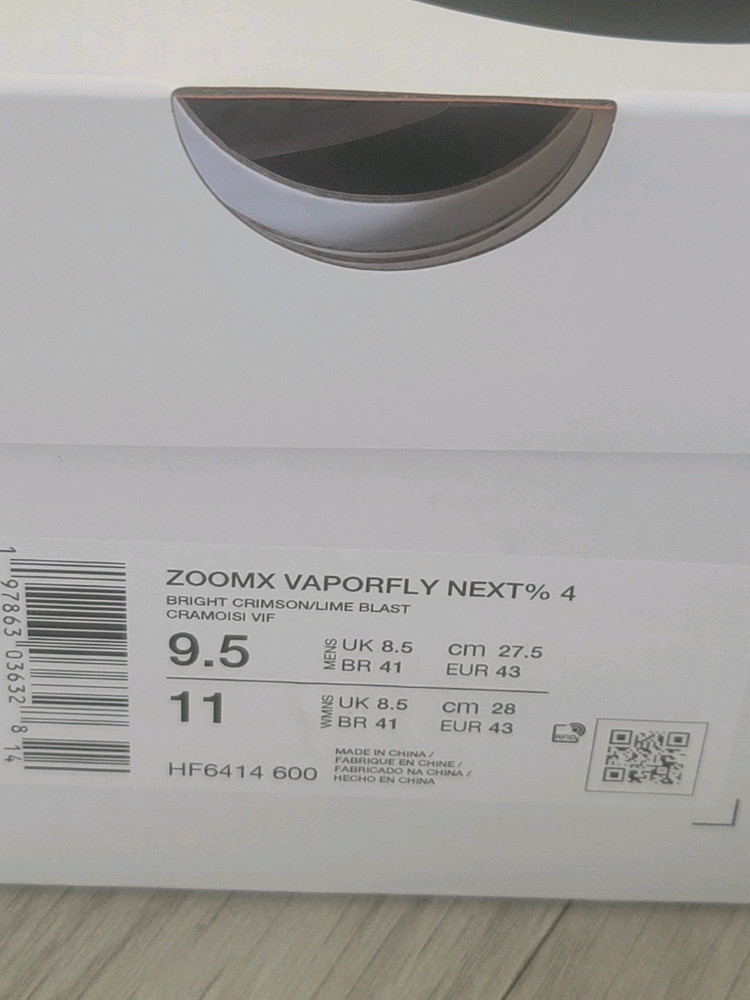 1 97863 03632 8 14
ZOOMX VAPORFLY NEXT% 4
BRIGHT CRIMSON/LIME BLAST
CRAMOISI VIF
9.5 MENS UK 8.5 cm 27.5
BR 41 EUR 43
11 WMNS UK 8.5 cm 28
BR 41 EUR 43
RFID
HF6414 600
MADE IN CHINA /
FABRIQUE EN CHINE /
FABRICADO NA CHINA /
HECHO EN CHINA